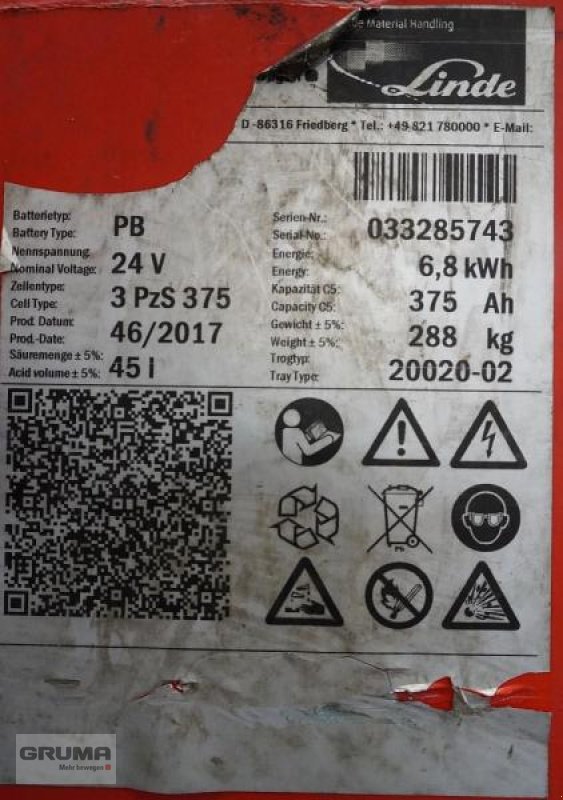 Material Handling
Linde
D -86316 Friedberg * Tel.: +49 821 780000 * E-Mail:
Batterietyp:
Battery Type:
PB
Nennspannung
Nominal Voltage:
24 V
Zellentype:
Cell Type:
3 PzS 375
Prod. Datum:
Prod.-Date:
46/2017
Säuremenge ± 5%:
Acid volume ± 5%:
45 l
Serien-Nr.:
Serial-No.:
033285743
Energie:
Energy:
6,8 kWh
Kapazität C5:
Capacity C5:
375 Ah
Gewicht ± 5%:
Weight ± 5%:
288 kg
Trogtyp:
Tray Type:
20020-02
Pb
GRUMA
Mehr bewegen